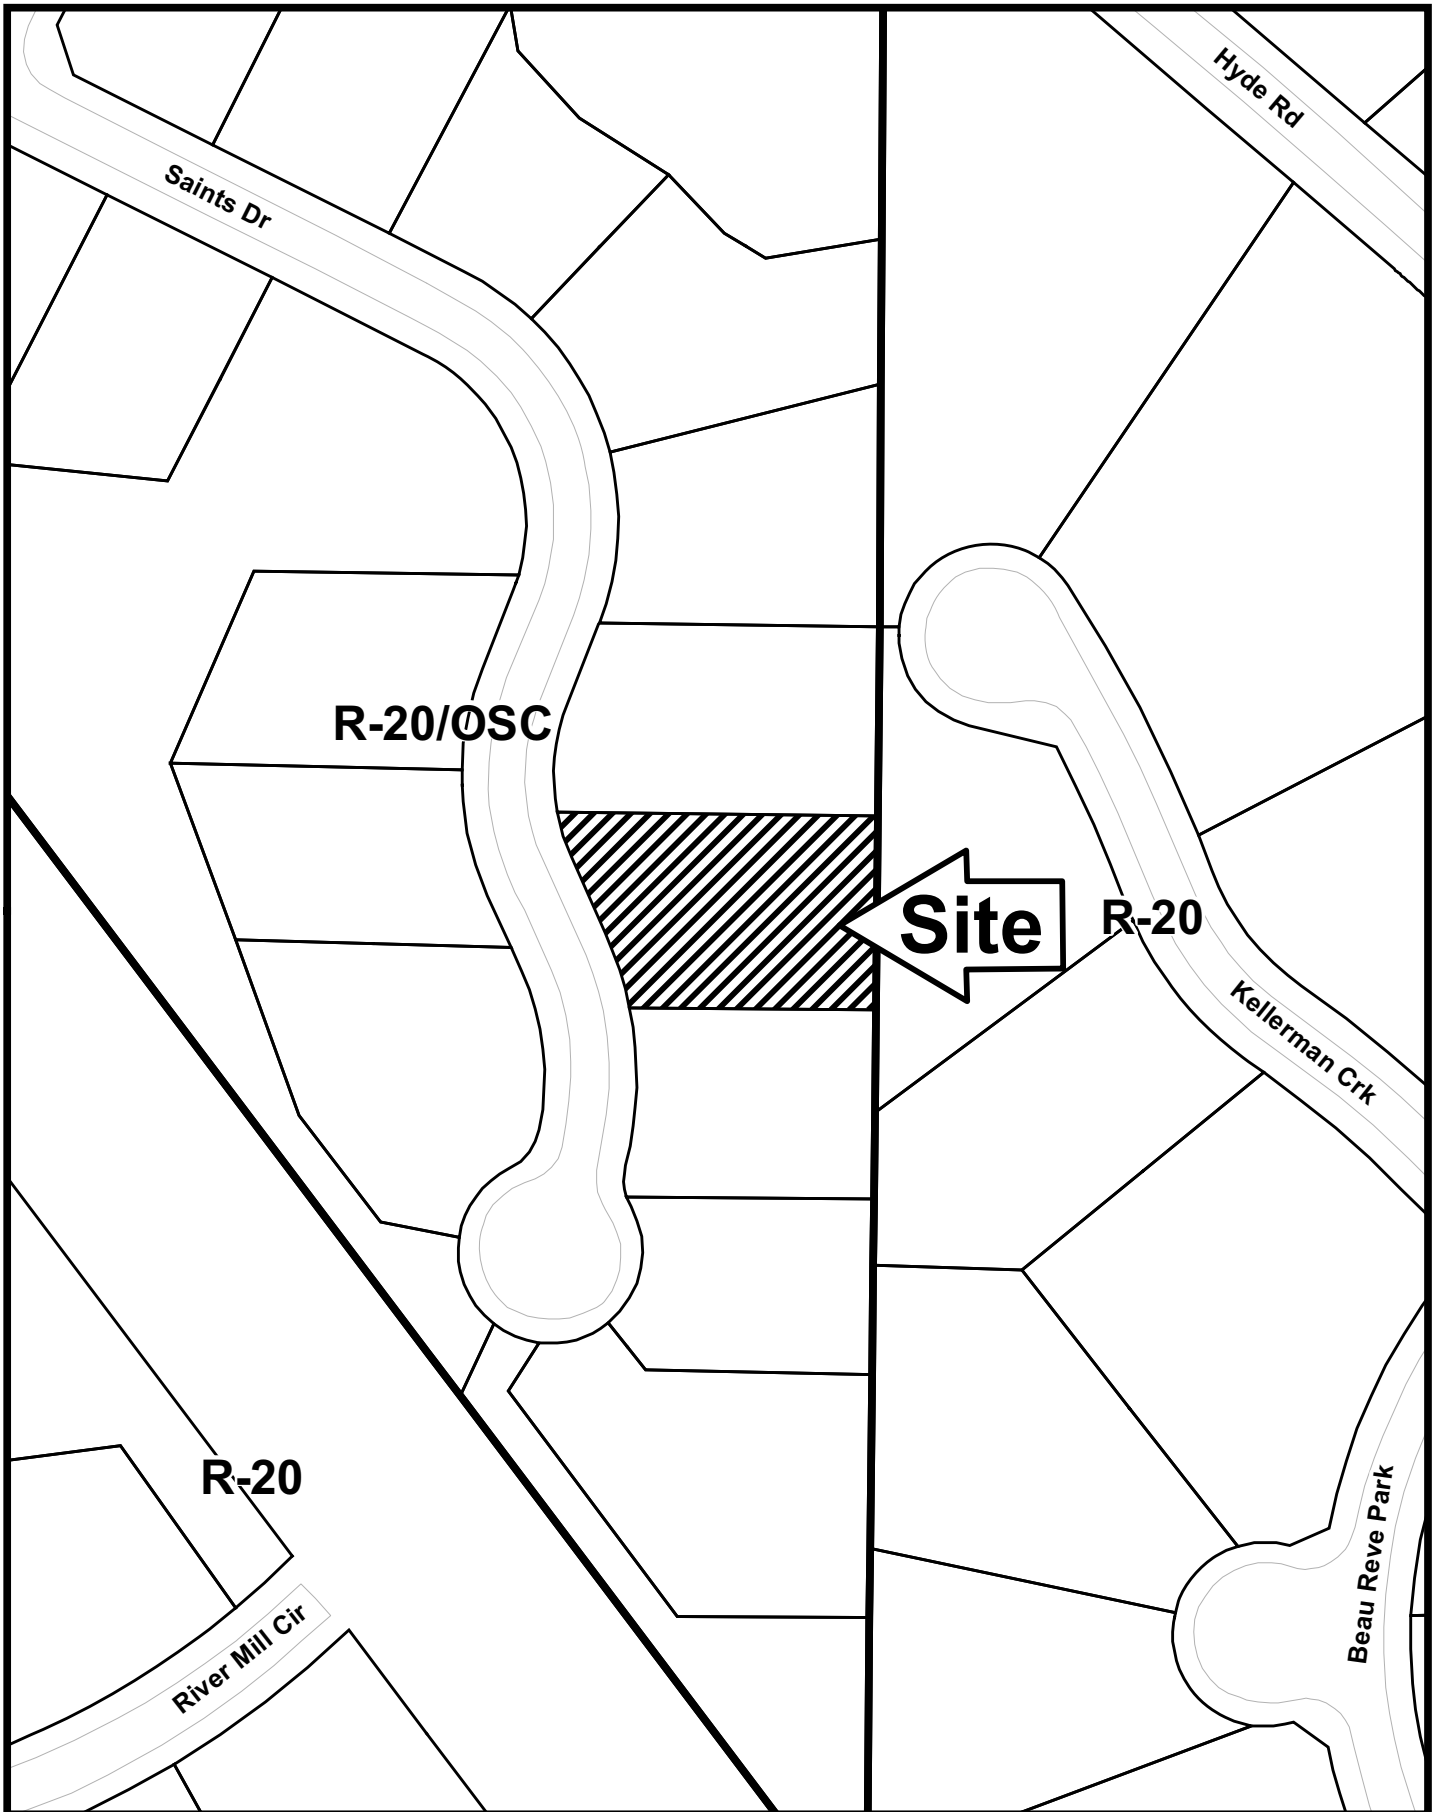 Hyde Rd
Saints Dr
R-20/OSC
Site
R-20
Kellerman Crk
R-20
Beau Reve Park
River Mill Cir